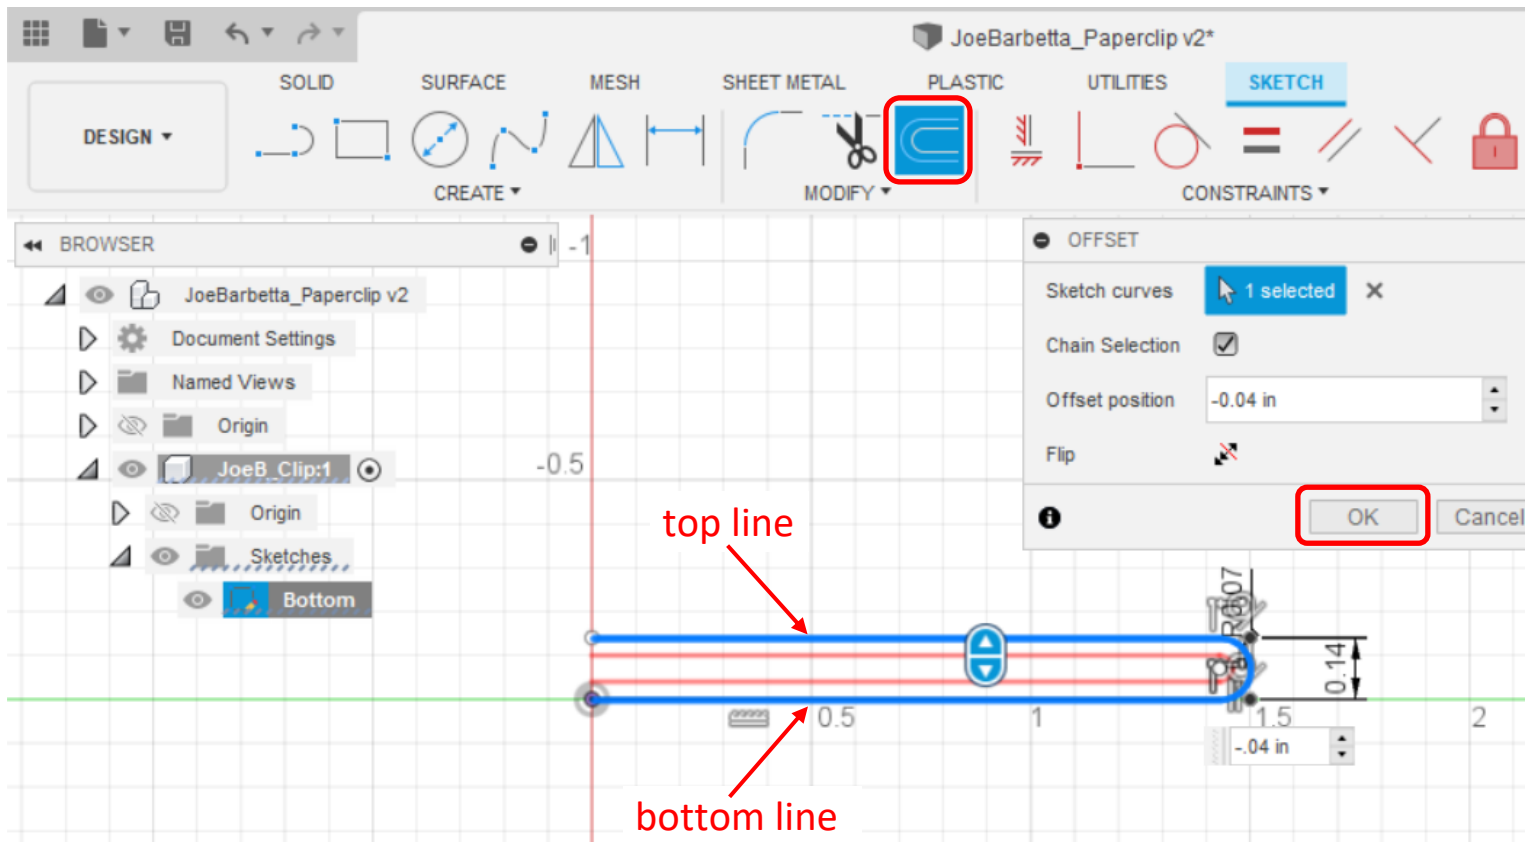 JoeBarbetta_Paperclip v2*
SOLID SURFACE MESH SHEET METAL PLASTIC UTILITIES SKETCH
DESIGN
CREATE MODIFY CONSTRAINTS
BROWSER
JoeBarbetta_Paperclip v2
Document Settings
Named Views
Origin
JoeB_Clip:1
Origin
Sketches
Bottom
OFFSET
Sketch curves 1 selected
Chain Selection
Offset position -0.04 in
Flip
OK Cancel
-1
-0.5
top line
0.14
0.5 1 1.5 2
-.04 in
bottom line